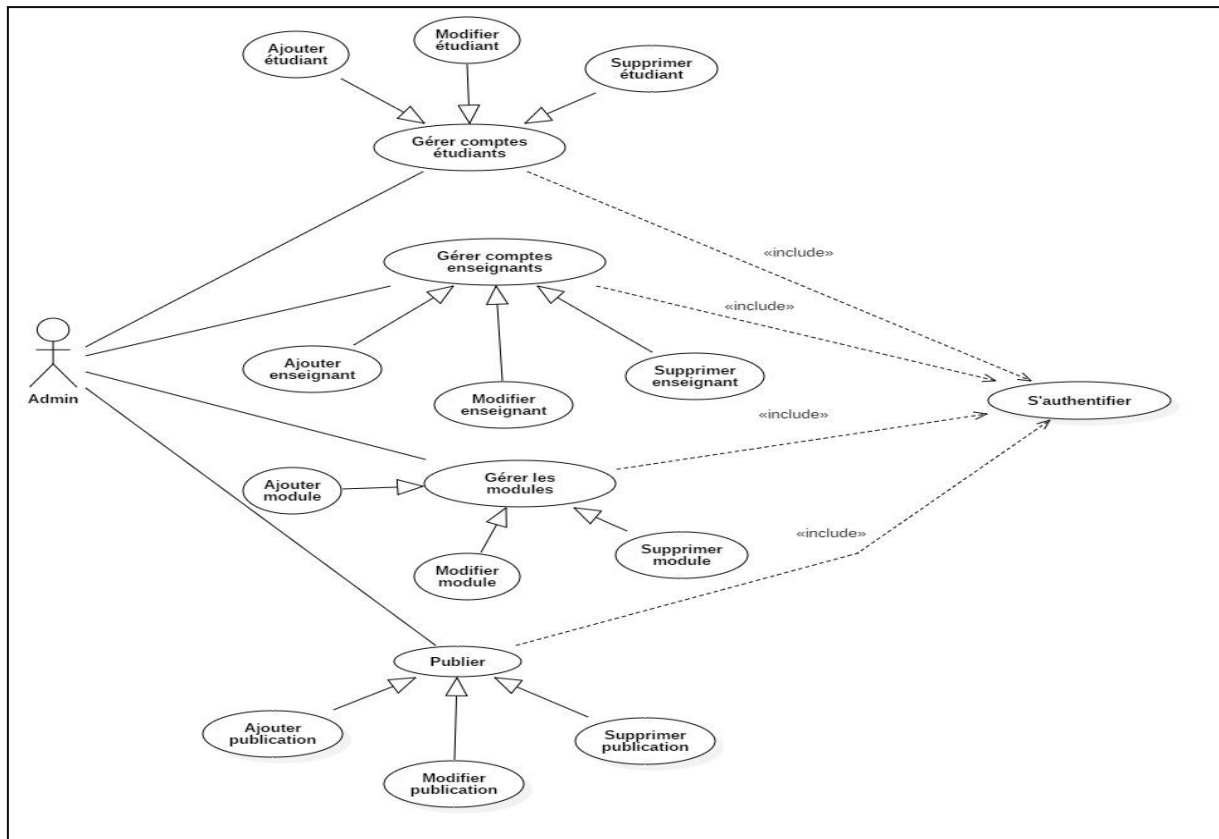 Ajouter
étudiant
Modifier
étudiant
Supprimer
étudiant
Gérer comptes
étudiants
«include»
Gérer comptes
enseignants
«include»
Ajouter
enseignant
Modifier
enseignant
Supprimer
enseignant
Admin
S'authentifier
«include»
Gérer les
modules
Ajouter
module
Modifier
module
Supprimer
module
«include»
Publier
Ajouter
publication
Modifier
publication
Supprimer
publication